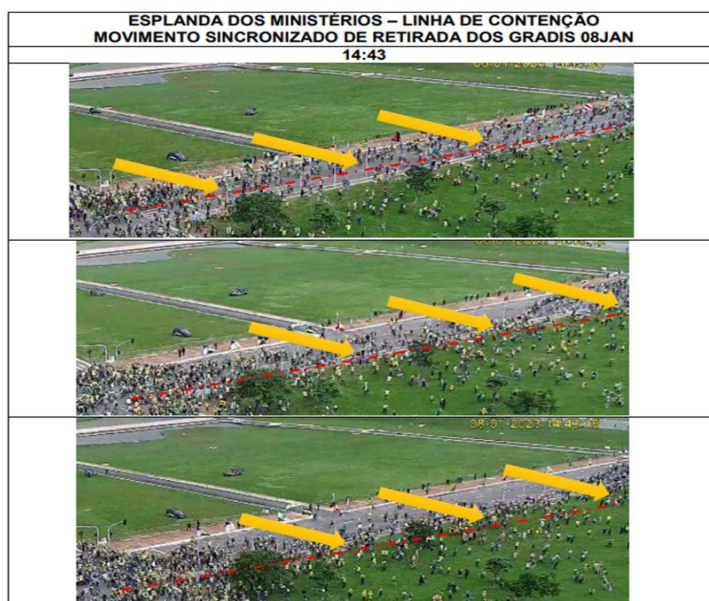 ESPLANDA DOS MINISTÉRIOS – LINHA DE CONTENÇÃO
MOVIMENTO SINCRONIZADO DE RETIRADA DOS GRADIS 08JAN
14:43